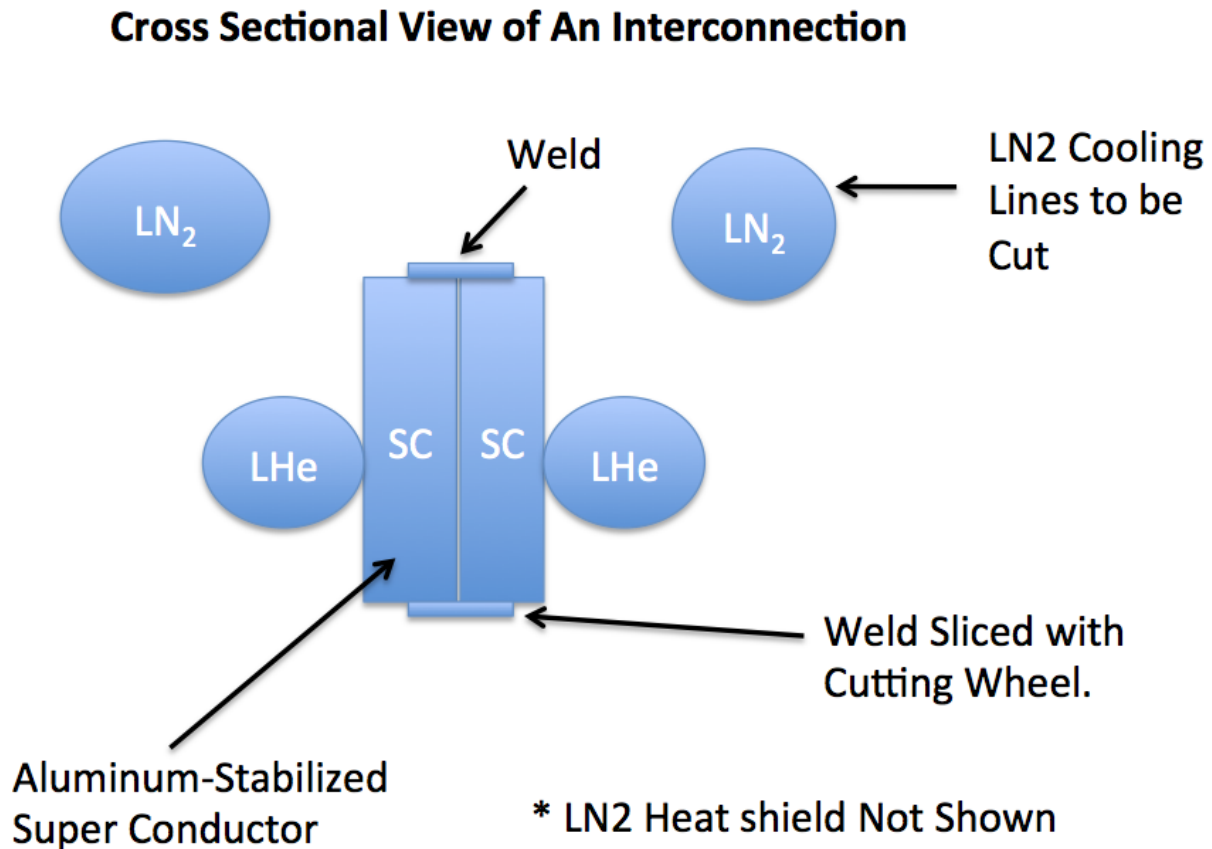 Cross Sectional View of An Interconnection
Weld
LN2 Cooling
Lines to be
Cut
LN₂
LN₂
SC
SC
LHe
LHe
Weld Sliced with
Cutting Wheel.
Aluminum-Stabilized
Super Conductor
* LN2 Heat shield Not Shown